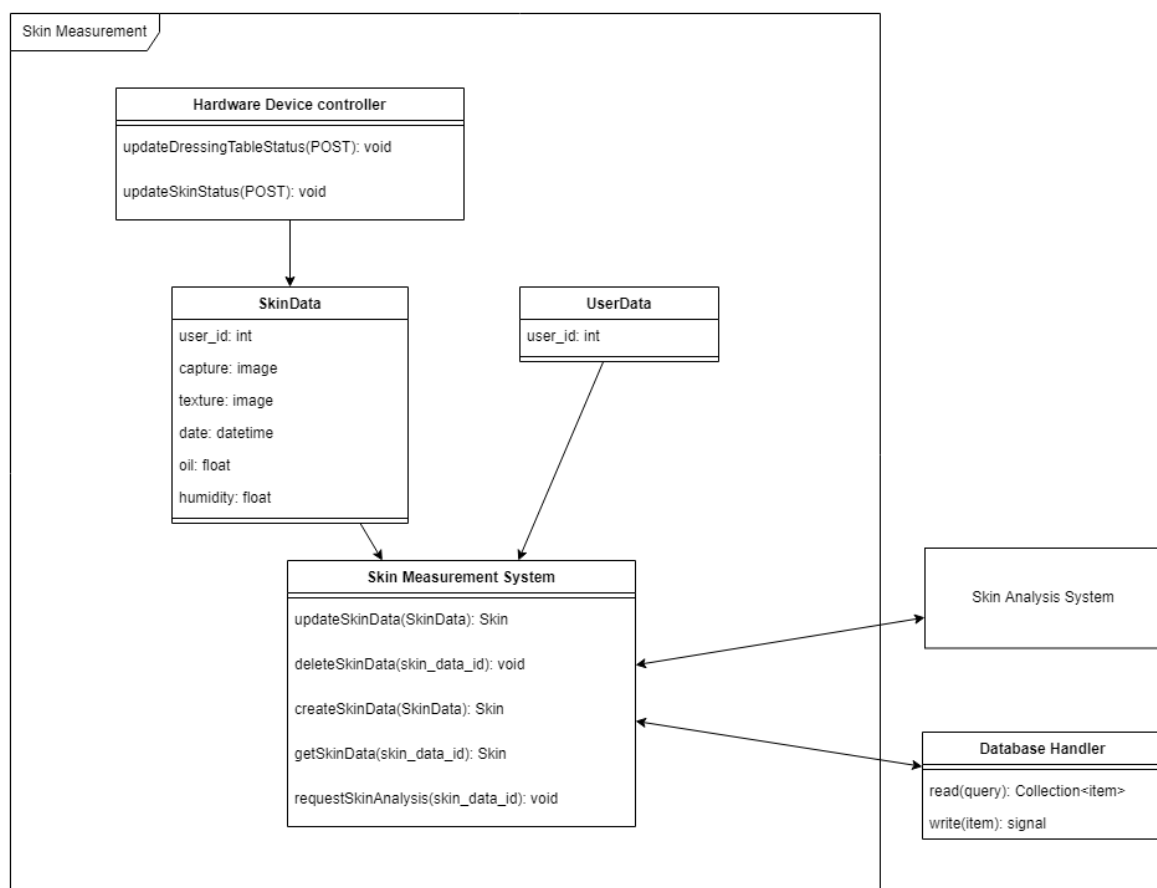 Skin Measurement
Hardware Device controller
updateDressingTableStatus(POST): void
updateSkinStatus(POST): void
SkinData
user_id: int
capture: image
texture: image
date: datetime
oil: float
humidity: float
UserData
user_id: int
Skin Measurement System
updateSkinData(SkinData): Skin
deleteSkinData(skin_data_id): void
createSkinData(SkinData): Skin
getSkinData(skin_data_id): Skin
requestSkinAnalysis(skin_data_id): void
Skin Analysis System
Database Handler
read(query): Collection<item>
write(item): signal